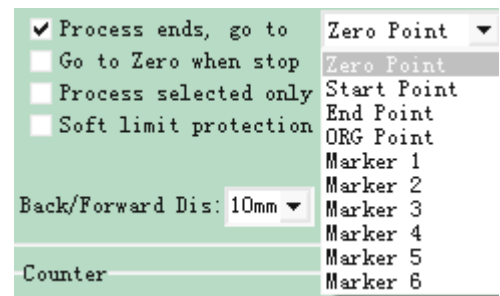 Process ends, go to
Zero Point
Go to Zero when stop
Process selected only
Soft limit protection
Back/Forward Dis: 10mm
Counter
Zero Point
Start Point
End Point
ORG Point
Marker 1
Marker 2
Marker 3
Marker 4
Marker 5
Marker 6